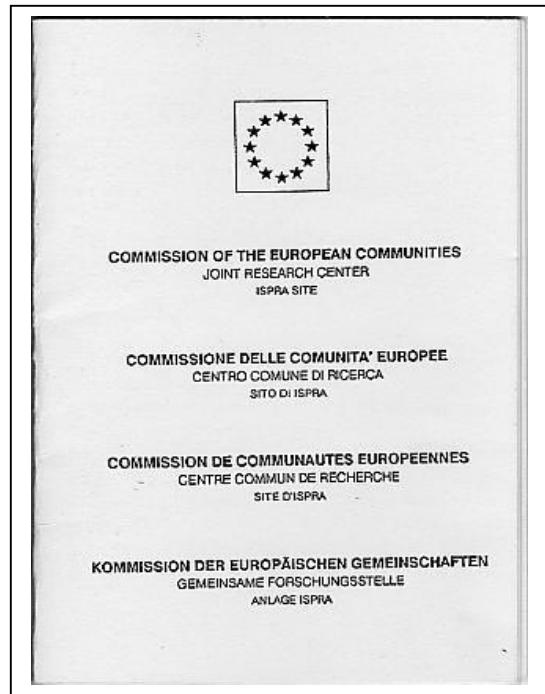 COMMISSION OF THE EUROPEAN COMMUNITIES
JOINT RESEARCH CENTER
ISPRA SITE
COMMISSIONE DELLE COMUNITA' EUROPEE
CENTRO COMUNE DI RICERCA
SITO DI ISPRA
COMMISSION DE COMMUNAUTES EUROPEENNES
CENTRE COMMUN DE RECHERCHE
SITE D'ISPRA
KOMMISSION DER EUROPÄISCHEN GEMEINSCHAFTEN
GEMEINSAME FORSCHUNGSSTELLE
ANLAGE ISPRA